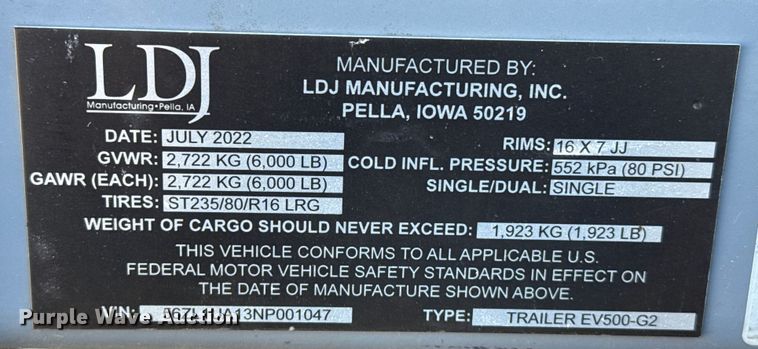 LDJ
Manufacturing • Pella, IA
MANUFACTURED BY:
LDJ MANUFACTURING, INC.
PELLA, IOWA 50219
DATE: JULY 2022
GVWR: 2,722 KG (6,000 LB)
GAWR (EACH): 2,722 KG (6,000 LB)
TIRES: ST235/80/R16 LRG
RIMS: 16 X 7 JJ
COLD INFL. PRESSURE: 552 kPa (80 PSI)
SINGLE/DUAL: SINGLE
WEIGHT OF CARGO SHOULD NEVER EXCEED: 1,923 KG (1,923 LB)
THIS VEHICLE CONFORMS TO ALL APPLICABLE U.S.
FEDERAL MOTOR VEHICLE SAFETY STANDARDS IN EFFECT ON
THE DATE OF MANUFACTURE SHOWN ABOVE.
VIN:
TYPE: TRAILER EV500-G2
Purple Wave Auction